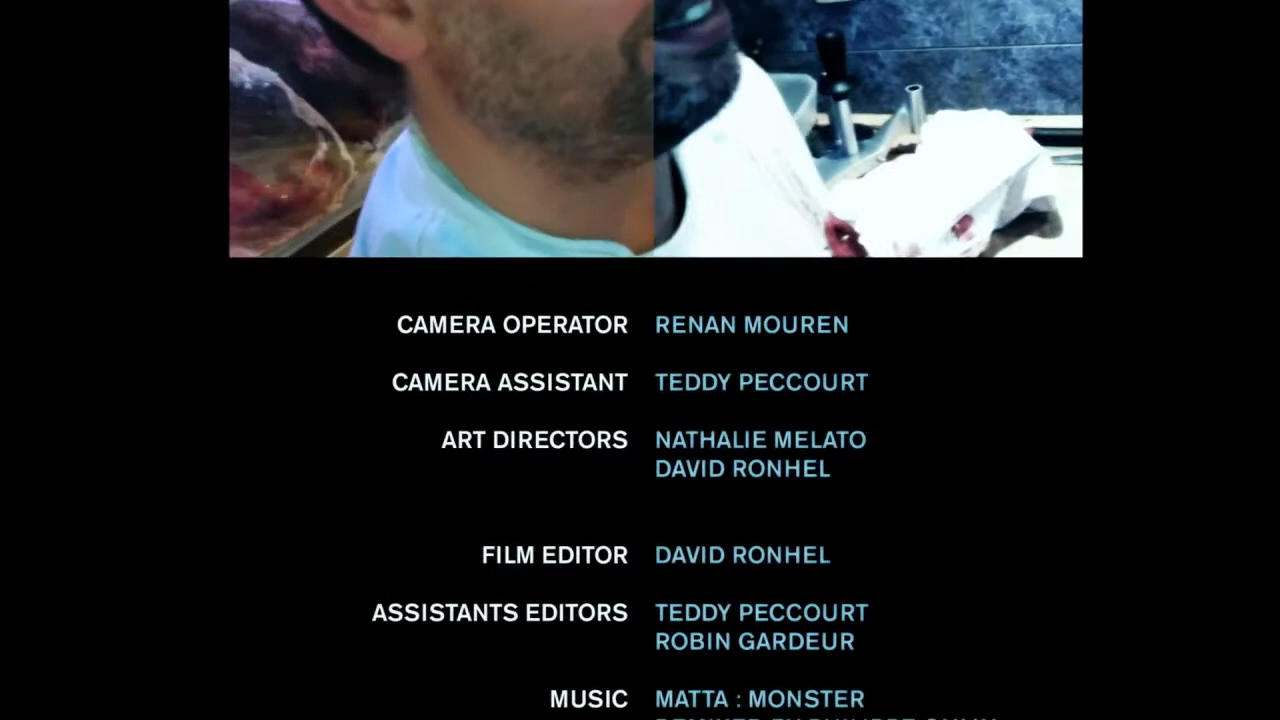 CAMERA OPERATOR RENAN MOUREN
CAMERA ASSISTANT TEDDY PECCOURT
ART DIRECTORS NATHALIE MELATO
DAVID RONHEL
FILM EDITOR DAVID RONHEL
ASSISTANTS EDITORS TEDDY PECCOURT
ROBIN GARDEUR
MUSIC MATTA : MONSTER